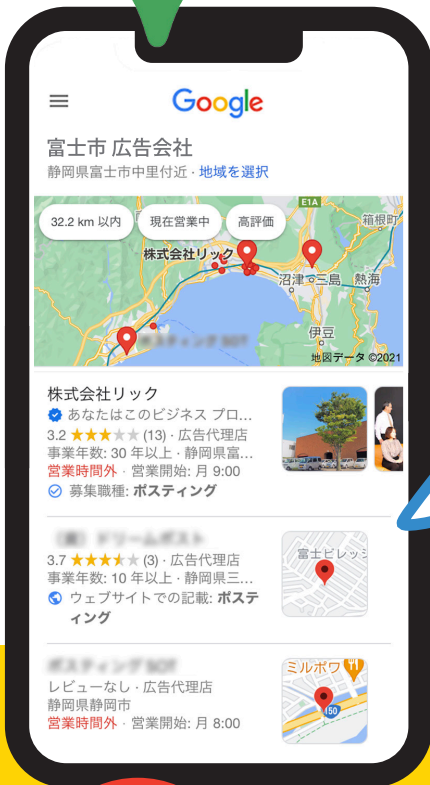 Google
富士市 広告会社
静岡県富士市中里付近 · 地域を選択
32.2 km 以内
現在営業中
高評価
E1A
箱根町
株式会社リック
沼津
三島
熱海
伊豆
地図データ ©2021
株式会社リック
あなたはこのビジネス プロ...
3.2 ★★★★★ (13) · 広告代理店
事業年数: 30 年以上 · 静岡県富...
営業時間外 · 営業開始: 月 9:00
募集職種: ポスティング
3.7 ★★★★★ (3) · 広告代理店
事業年数: 10 年以上 · 静岡県三...
富士ビレッジ
ウェブサイトでの記載: ポステ
ィング
ミルポワ
レビューなし · 広告代理店
静岡県静岡市
150
営業時間外 · 営業開始: 月 8:00